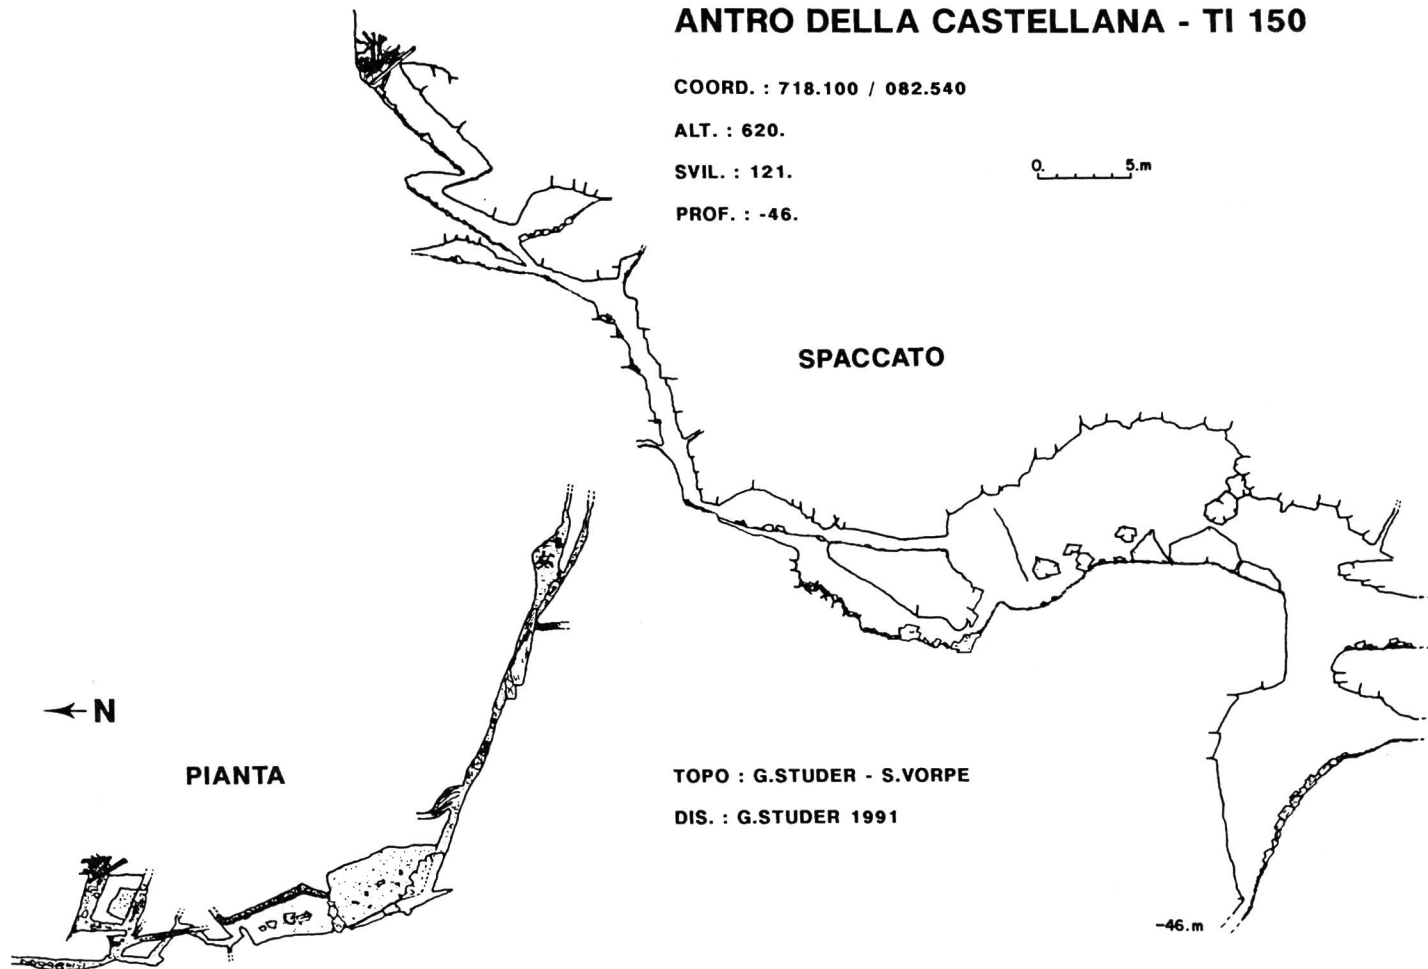 ANTRO DELLA CASTELLANA - TI 150
COORD. : 718.100 / 082.540
ALT. : 620.
SVIL. : 121.
PROF. : -46.
0. 5.m
SPACCATO
N
PIANTA
TOPO : G.STUDER - S.VORPE
DIS. : G.STUDER 1991
-46.m